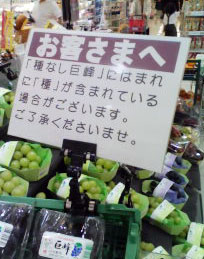 お客さまへ
「種なし巨峰」にはまれ
に「種」が含まれている
場合がございます。
ご了承くださいませ。
巨峰